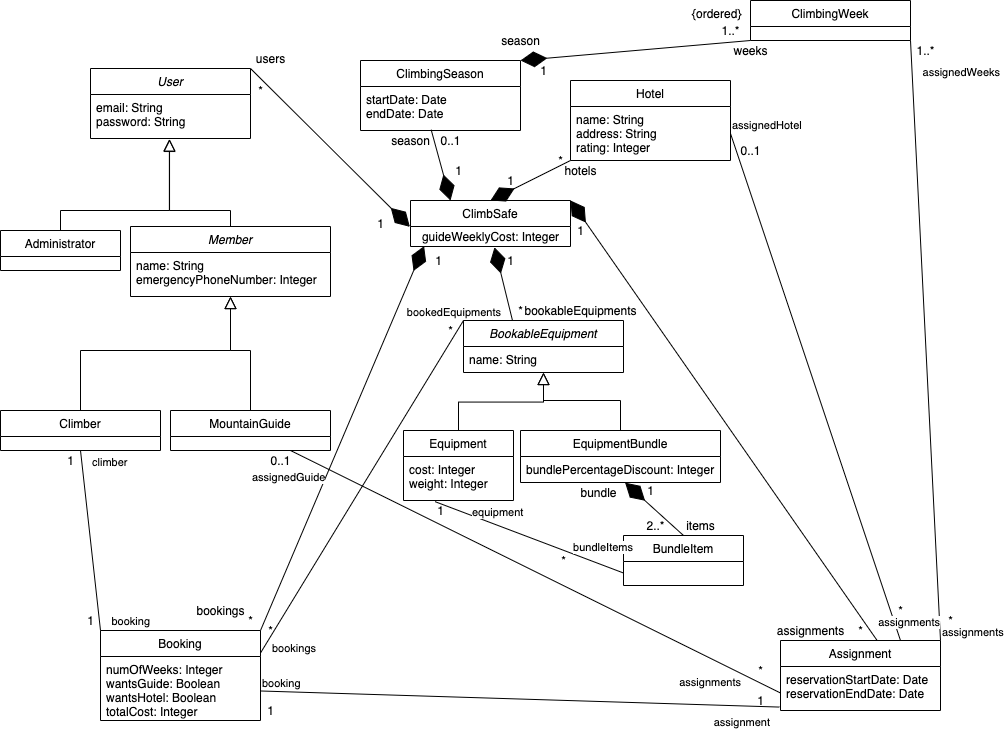 {ordered}
ClimbingWeek
1..*
season
weeks
1..*
users
1
assignedWeeks
User
ClimbingSeason
*
Hotel
email: String
startDate: Date
password: String
endDate: Date
name: String
address: String
assignedHotel
rating: Integer
season
0..1
0..1
*
1
hotels
1
ClimbSafe
1
1
Administrator
Member
guideWeeklyCost: Integer
1
1
name: String
emergencyPhoneNumber: Integer
bookedEquipments
*
bookableEquipments
*
BookableEquipment
name: String
Climber
MountainGuide
Equipment
EquipmentBundle
1
climber
0..1
cost: Integer
bundlePercentageDiscount: Integer
assignedGuide
weight: Integer
bundle
1
1
equipment
2..*
items
bundleItems
BundleItem
*
bookings
*
*
*
1
booking
assignments
*
assignments
*
assignments
Booking
bookings
Assignment
numOfWeeks: Integer
*
wantsGuide: Boolean
booking
assignments
reservationStartDate: Date
wantsHotel: Boolean
reservationEndDate: Date
totalCost: Integer
1
1
assignment